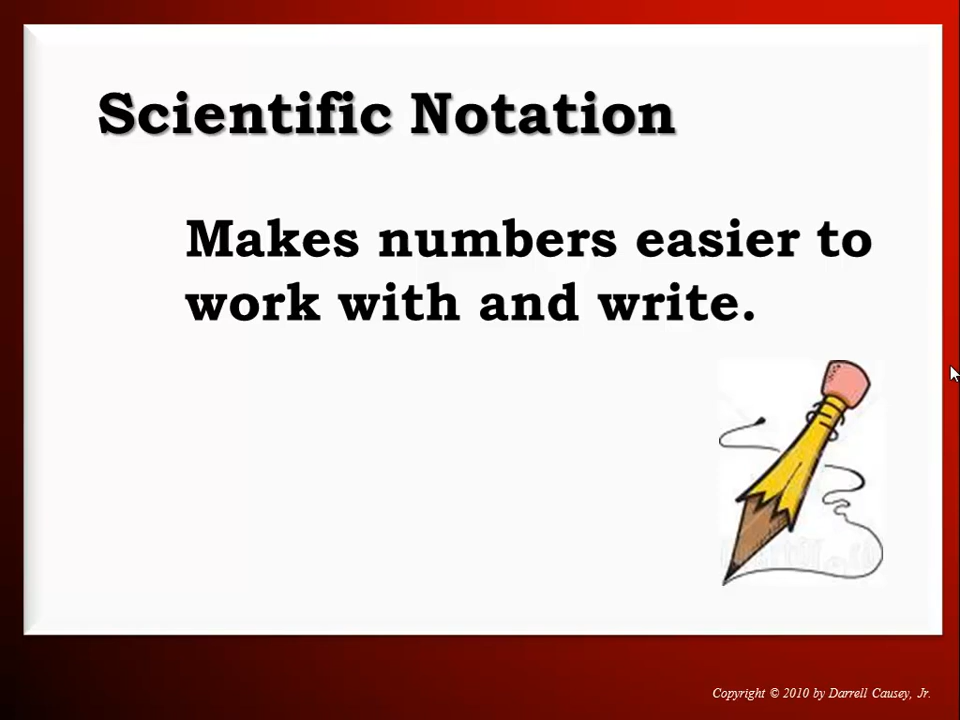 Scientific Notation
Makes numbers easier to
work with and write.
Copyright © 2010 by Darrell Causey, Jr.